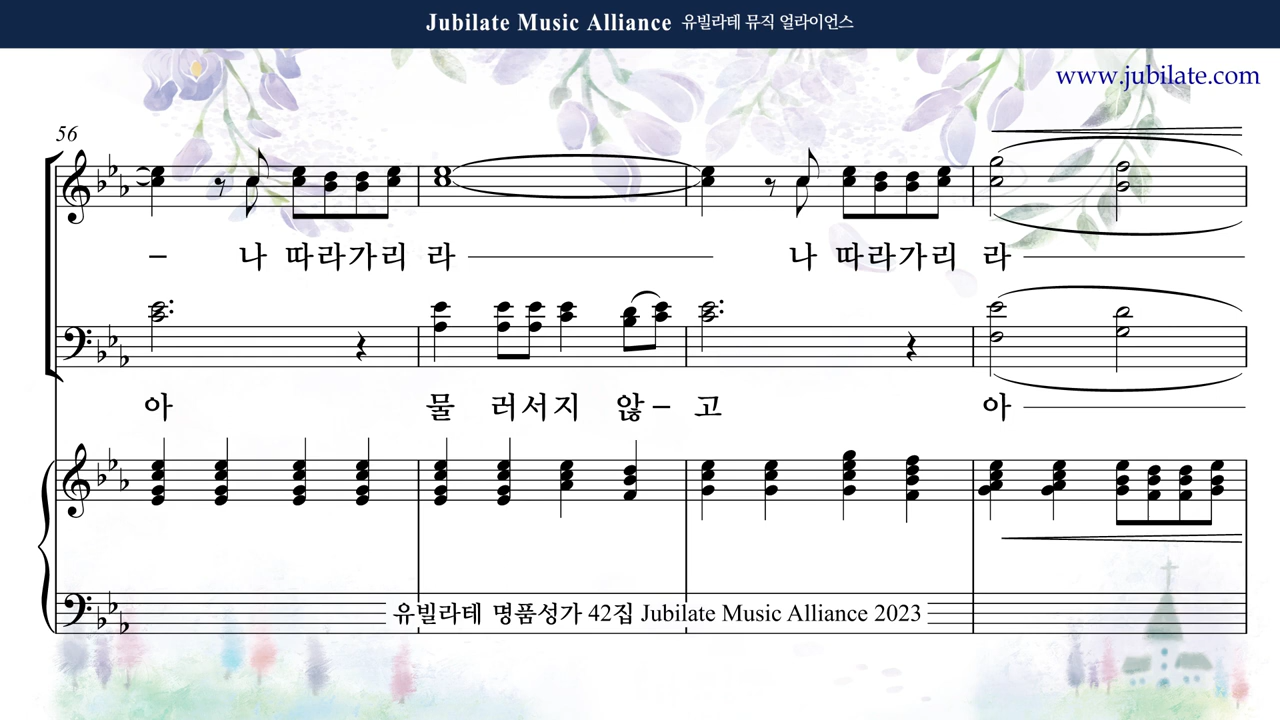 Jubilate Music Alliance 유빌라테 뮤직 얼라이언스
www.jubilate.com
56
– 나 따라가리 라 나 따라가리 라
아 물 러서지 않 – 고 아
유빌라테 명품성가 42집 Jubilate Music Alliance 2023